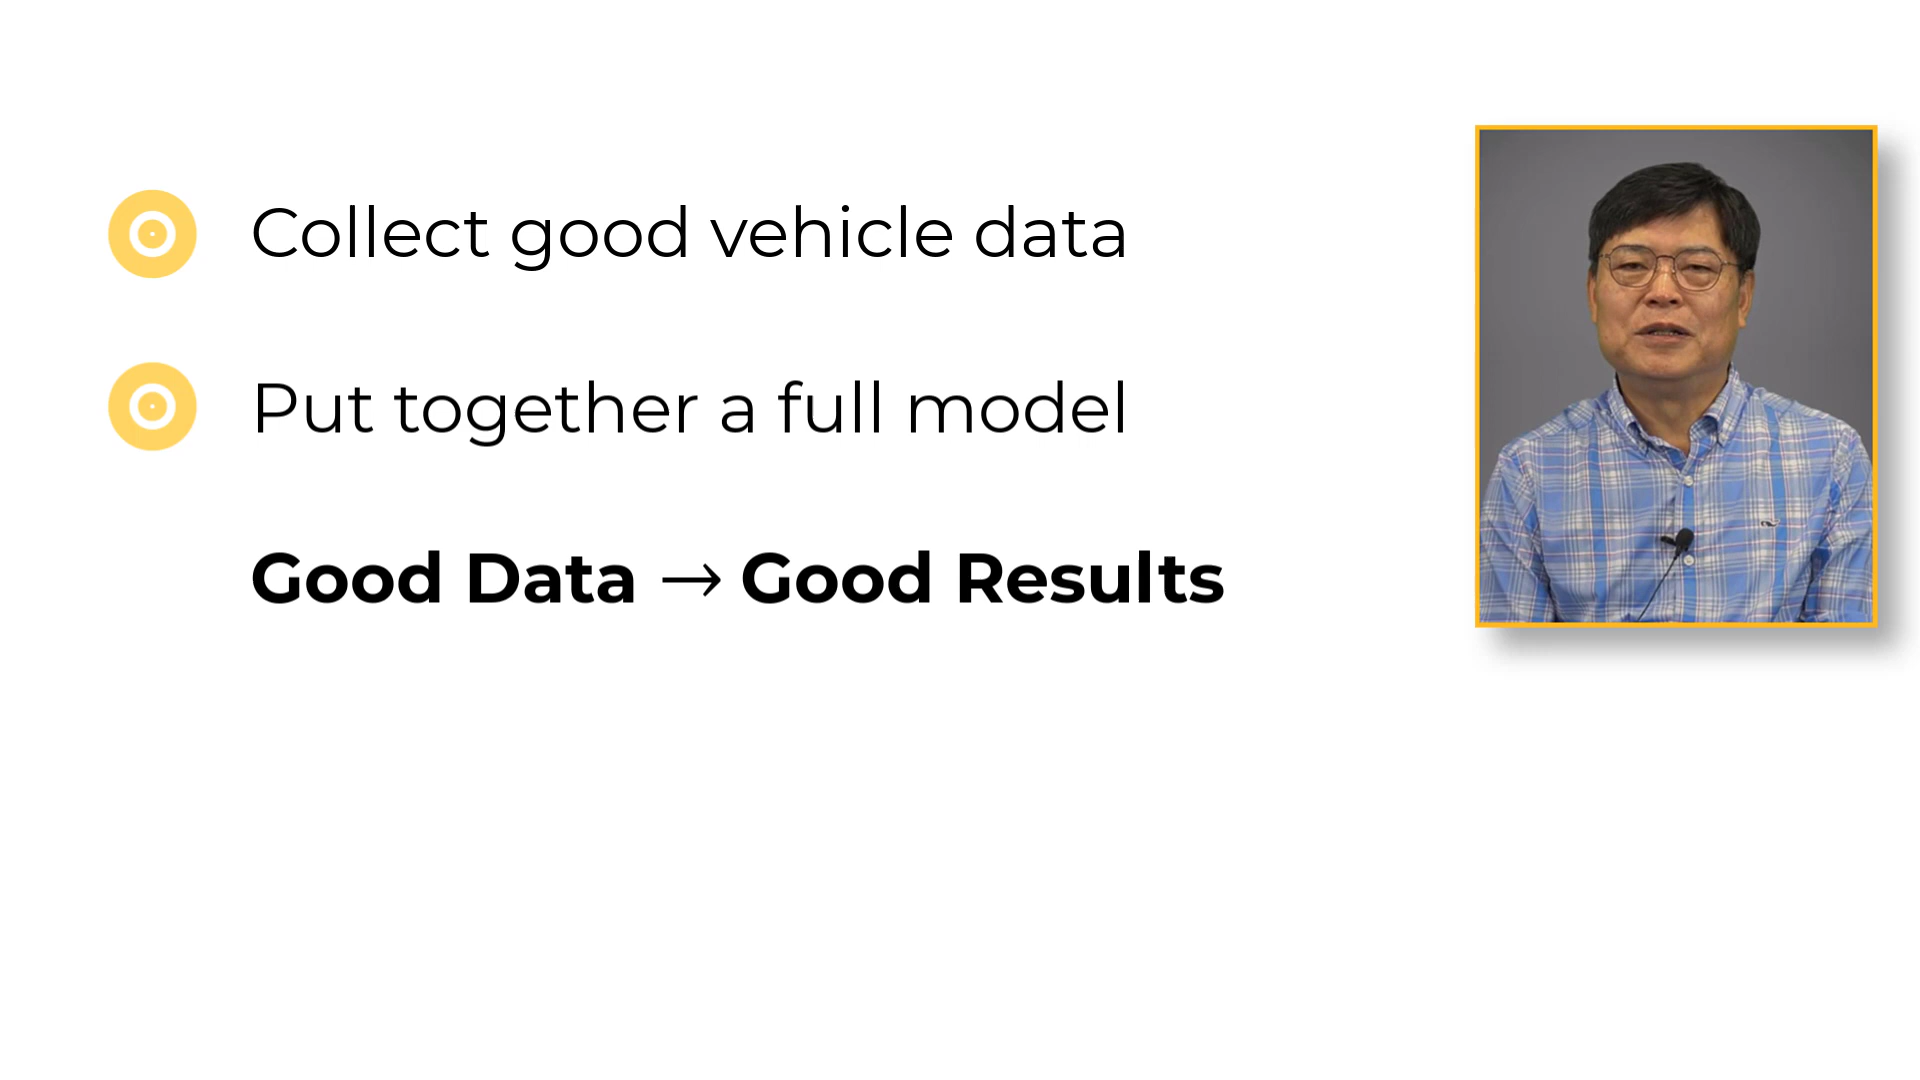 Collect good vehicle data
Put together a full model
Good Data → Good Results